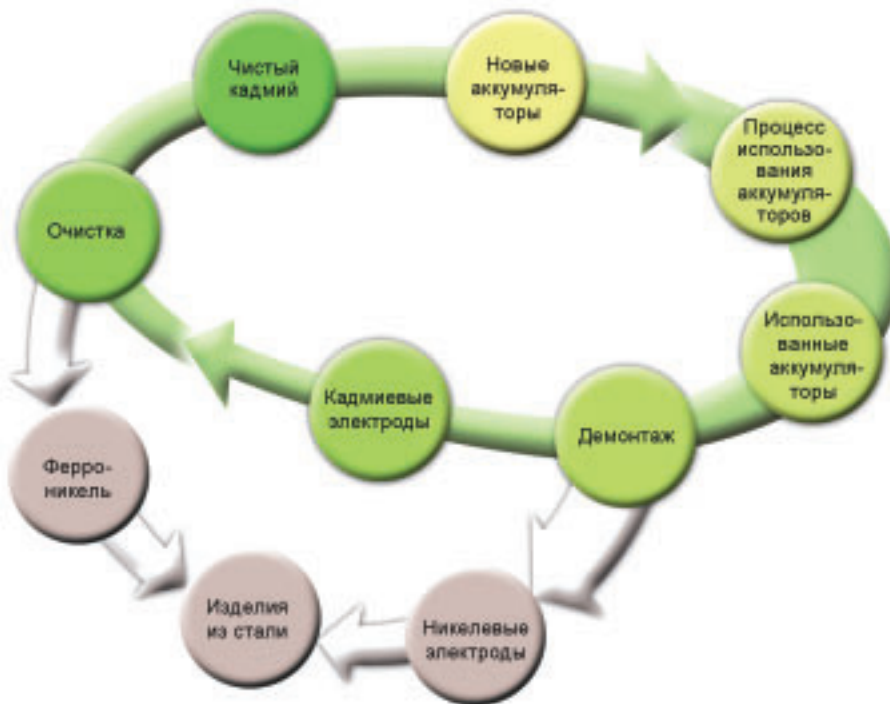 Чистый
кадмий
Новые
аккумуля-
торы
Процесс
использо-
вания
аккумуля-
торов
Использо-
ванные
аккумуля-
торы
Демонтаж
Кадмиевые
электроды
Очистка
Ферро-
никель
Изделия
из стали
Никелевые
электроды